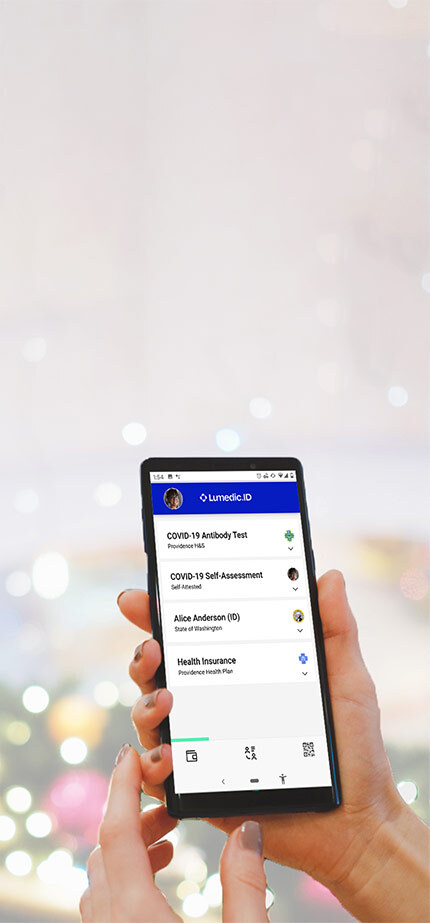 1:54
Lumedic.ID
COVID-19 Antibody Test
Providence H&S
COVID-19 Self-Assessment
Self-Attested
Alice Anderson (ID)
State of Washington
Health Insurance
Providence Health Plan